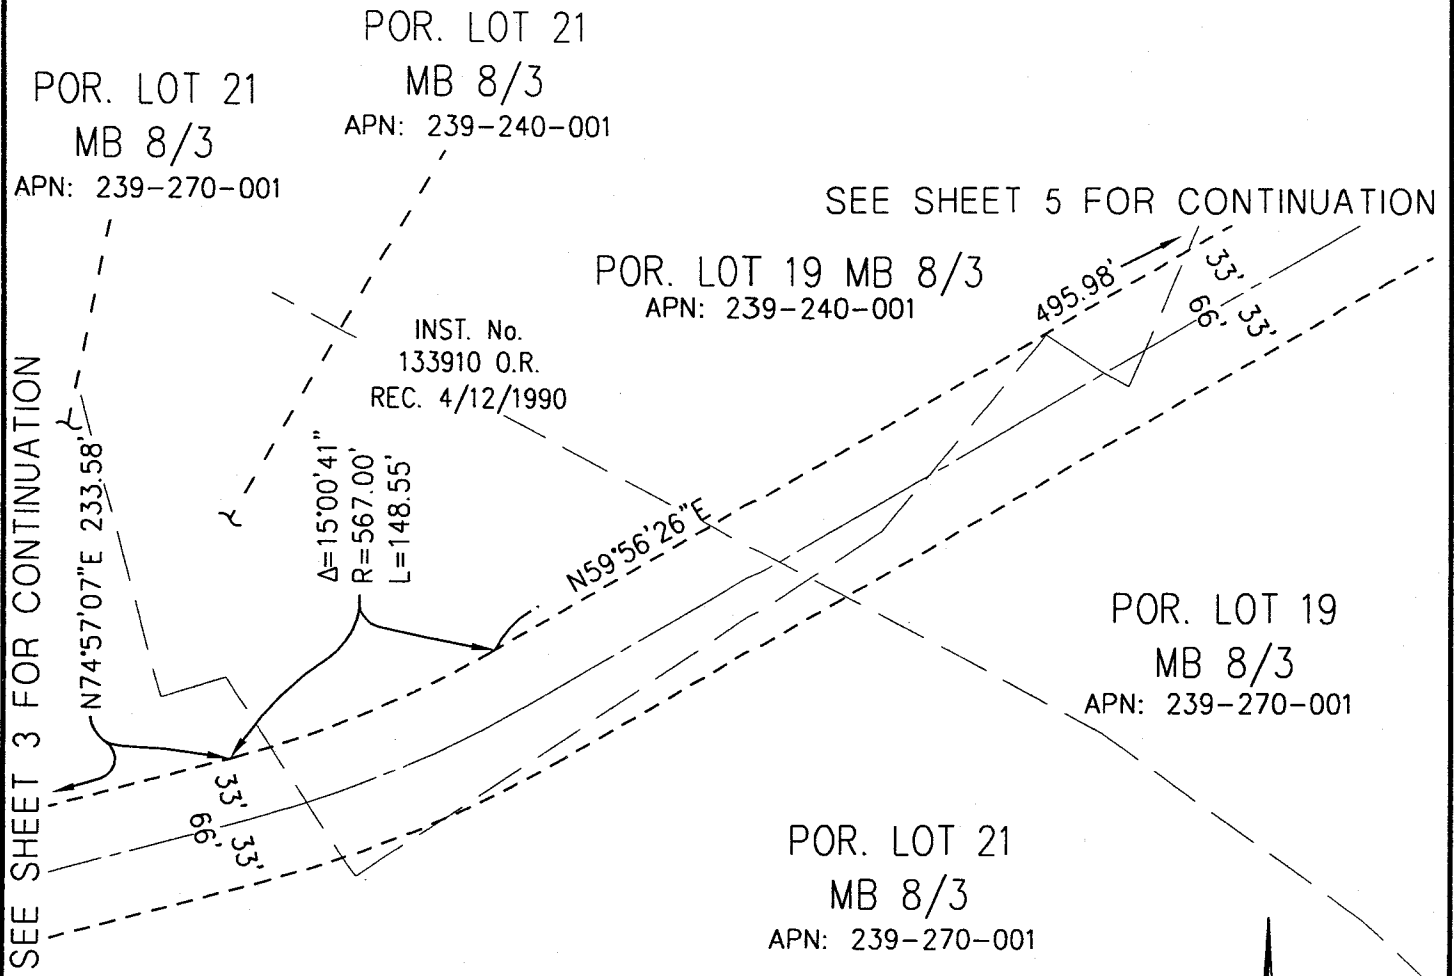 POR. LOT 21
MB 8/3
APN: 239-270-001
POR. LOT 21
MB 8/3
APN: 239-240-001
SEE SHEET 5 FOR CONTINUATION
POR. LOT 19 MB 8/3
APN: 239-240-001
495.98'
33'
33'
66'
INST. No.
133910 O.R.
REC. 4/12/1990
SEE SHEET 3 FOR CONTINUATION
N74°57'07"E 233.58'
Δ=15°00'41"
R=567.00'
L=148.55'
N59°56'26"E
33'
33'
66'
POR. LOT 19
MB 8/3
APN: 239-270-001
POR. LOT 21
MB 8/3
APN: 239-270-001